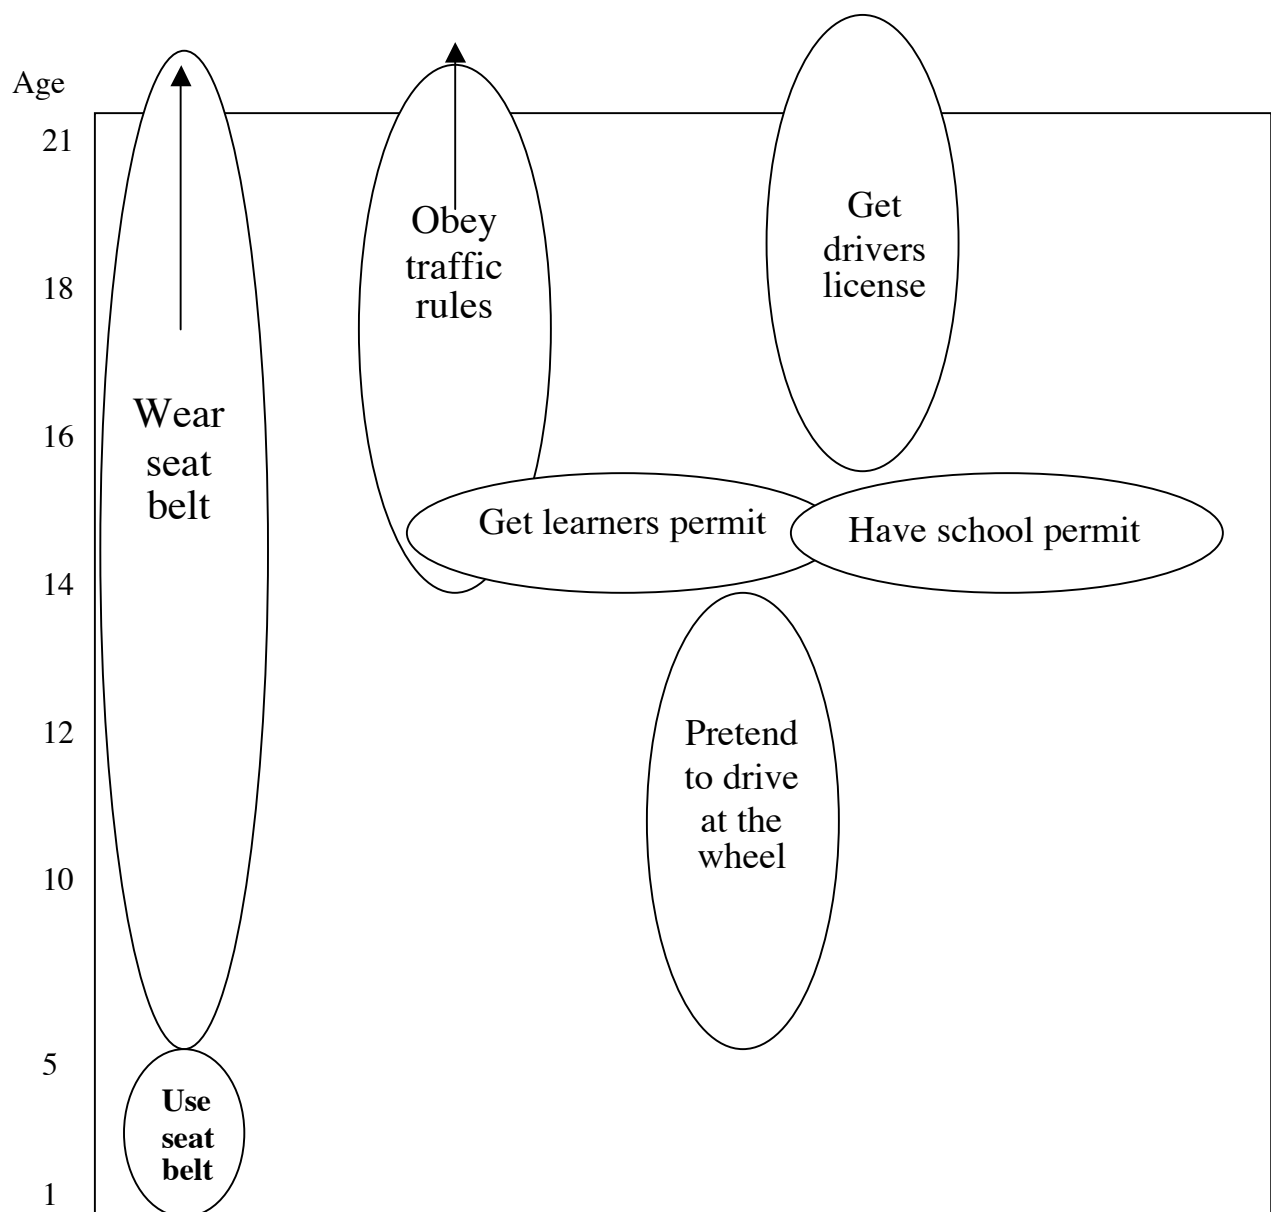 Age
21
Obey
traffic
rules
Get
drivers
license
18
Wear
seat
belt
16
Get learners permit
Have school permit
14
12
Pretend
to drive
at the
wheel
10
5
Use
seat
belt
1